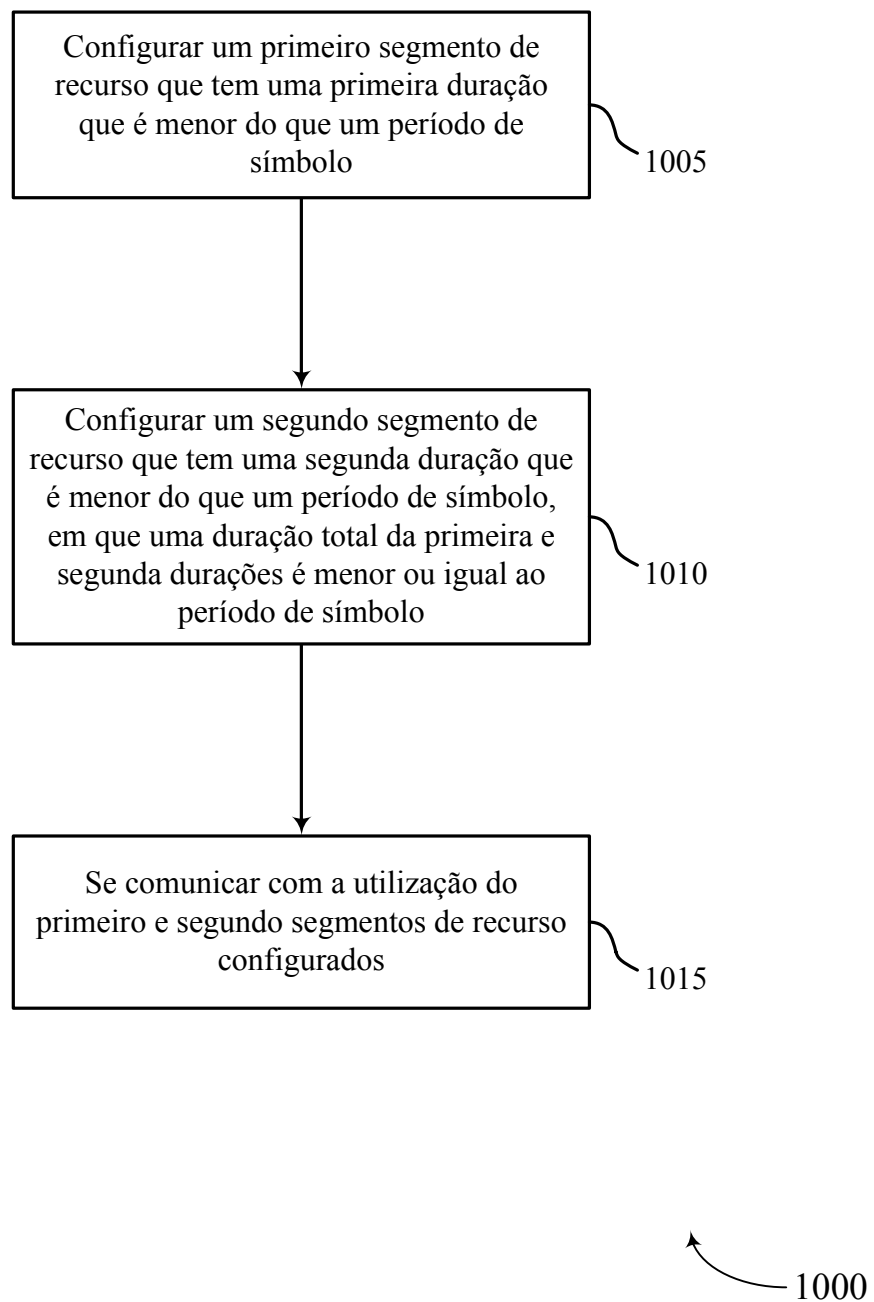 Configurar um primeiro segmento de
recurso que tem uma primeira duração
que é menor do que um período de
símbolo
1005
Configurar um segundo segmento de
recurso que tem uma segunda duração que
é menor do que um período de símbolo,
em que uma duração total da primeira e
segunda durações é menor ou igual ao
período de símbolo
1010
Se comunicar com a utilização do
primeiro e segundo segmentos de recurso
configurados
1015
1000